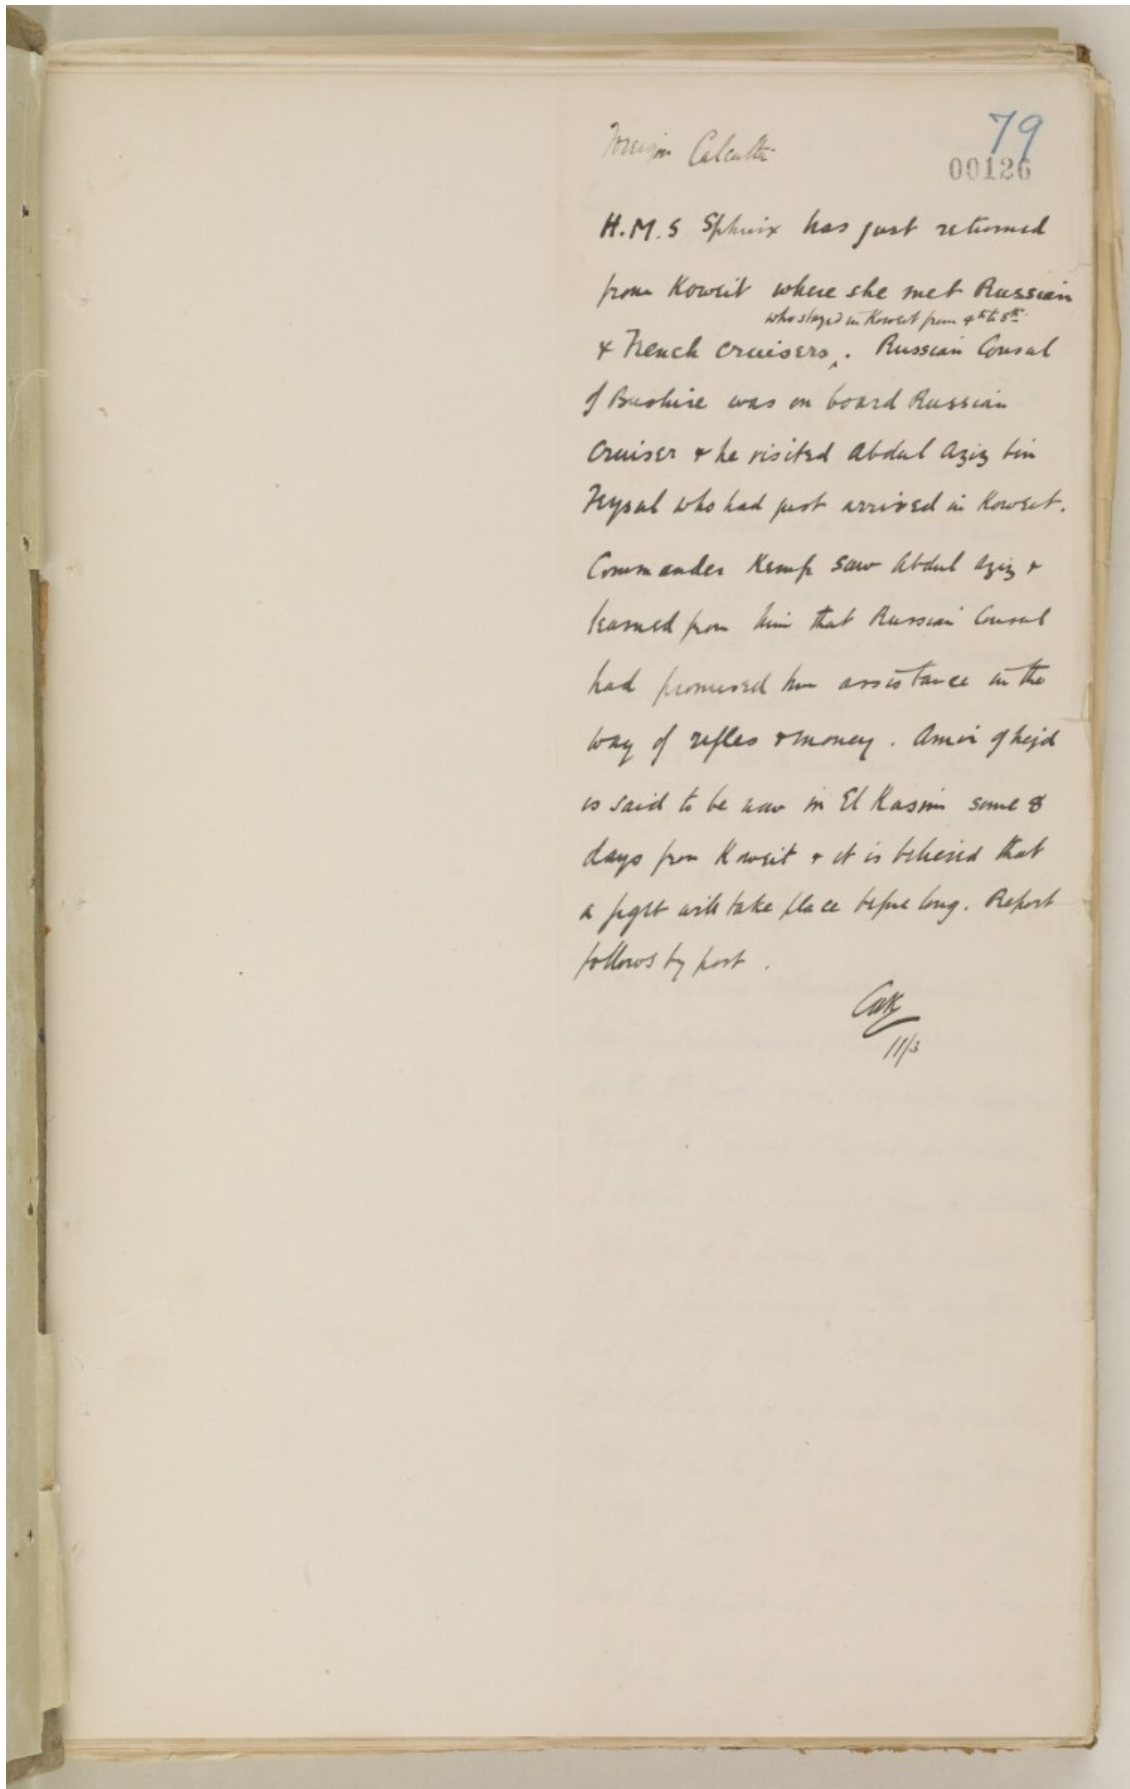 79
00126
Foreign Calcutta
H.M.S Sphinx has just returned
from Koweit where she met Russian
who stayed in Koweit from 4th to 8th.
& French cruisers. Russian Consul
of Bushire was on board Russian
Cruiser & he visited Abdul Aziz bin
Feysul who had just arrived in Koweit.
Commander Kemp saw Abdul Aziz &
learned from him that Russian Consul
had promised him assistance in the
way of rifles & money. Amir of Nejd
is said to be now in El Kasim some 8
days from Koweit & it is believed that
a fight will take place before long. Report
follows by post.
11/3